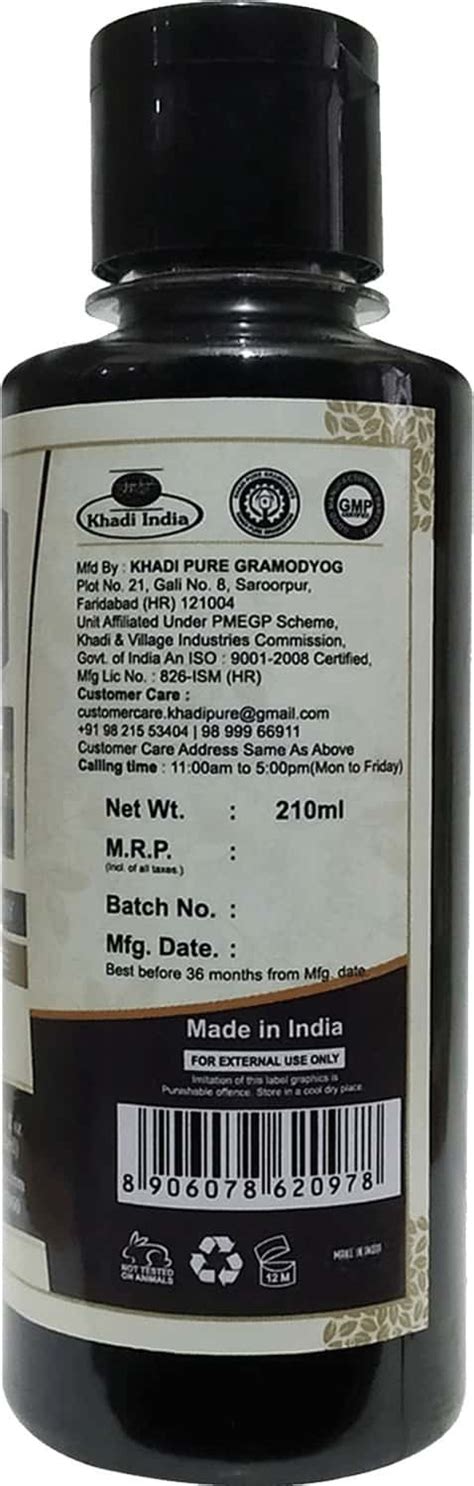 Khadi India
GMP
Mfd By : KHADI PURE GRAMODYOG
Plot No. 21, Gali No. 8, Saroorpur,
Faridabad (HR) 121004
Unit Affiliated Under PMEGP Scheme,
Khadi & Village Industries Commission,
Govt. of India An ISO : 9001-2008 Certified,
Mfg Lic No. : 826-ISM (HR)
Customer Care :
customercare.khadipure@gmail.com
+91 98 215 53404 | 98 999 66911
Customer Care Address Same As Above
Calling time : 11:00am to 5:00pm(Mon to Friday)
Net Wt. : 210ml
M.R.P. :
(Incl. of all taxes.)
Batch No. :
Mfg. Date. :
Best before 36 months from Mfg. date.
Made in India
FOR EXTERNAL USE ONLY
Imitation of this label graphics is
Punishable offence. Store in a cool dry place.
8 906078 620978
NOT TESTED
ON ANIMALS
12 M